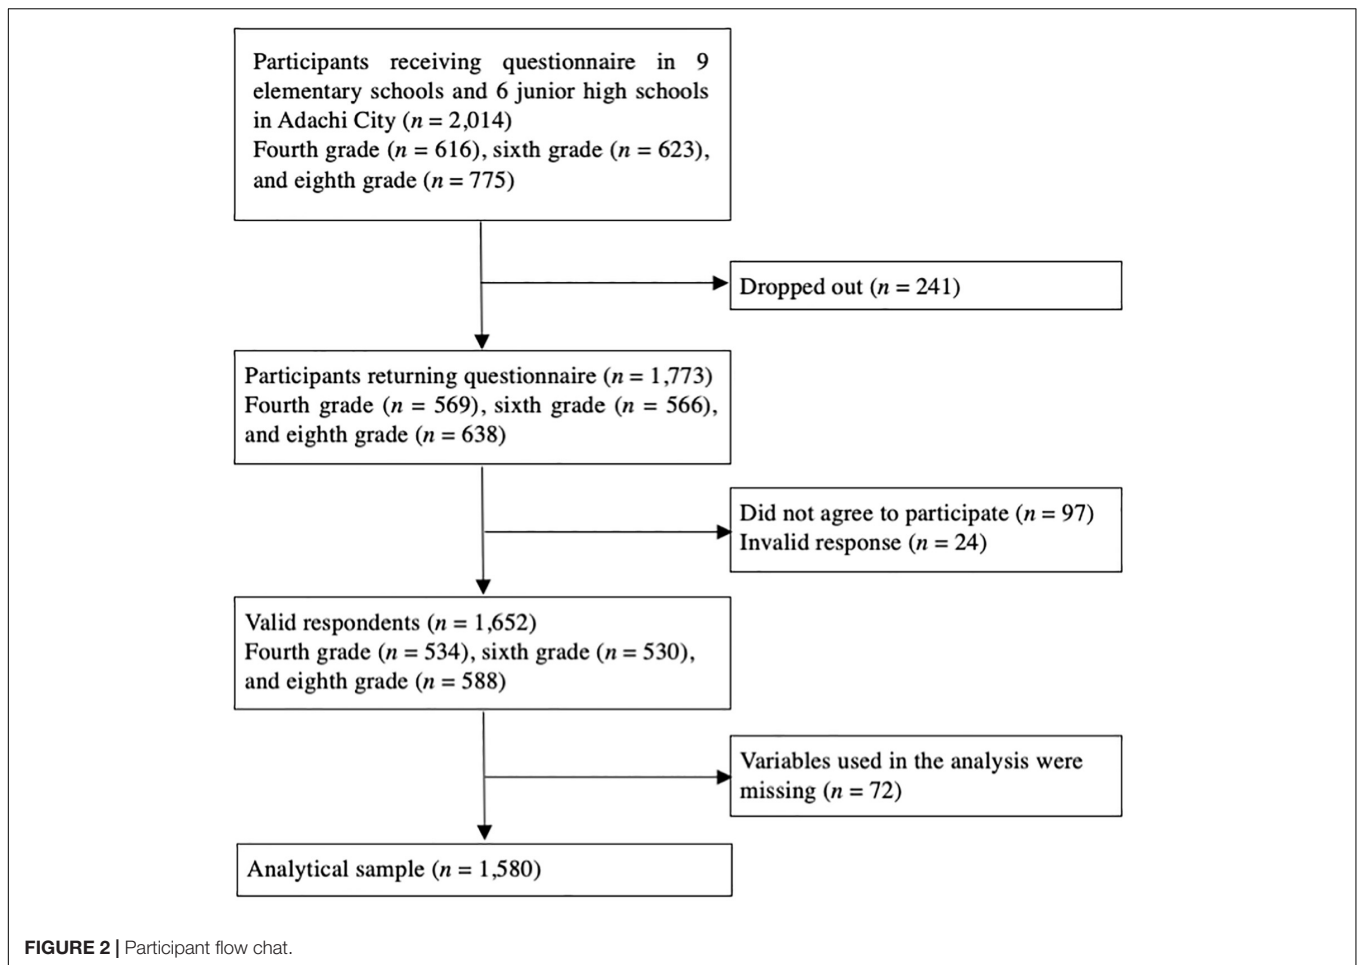 Participants receiving questionnaire in 9
elementary schools and 6 junior high schools
in Adachi City (n = 2,014)
Fourth grade (n = 616), sixth grade (n = 623),
and eighth grade (n = 775)
Dropped out (n = 241)
Participants returning questionnaire (n = 1,773)
Fourth grade (n = 569), sixth grade (n = 566),
and eighth grade (n = 638)
Did not agree to participate (n = 97)
Invalid response (n = 24)
Valid respondents (n = 1,652)
Fourth grade (n = 534), sixth grade (n = 530),
and eighth grade (n = 588)
Variables used in the analysis were
missing (n = 72)
Analytical sample (n = 1,580)
FIGURE 2 | Participant flow chat.